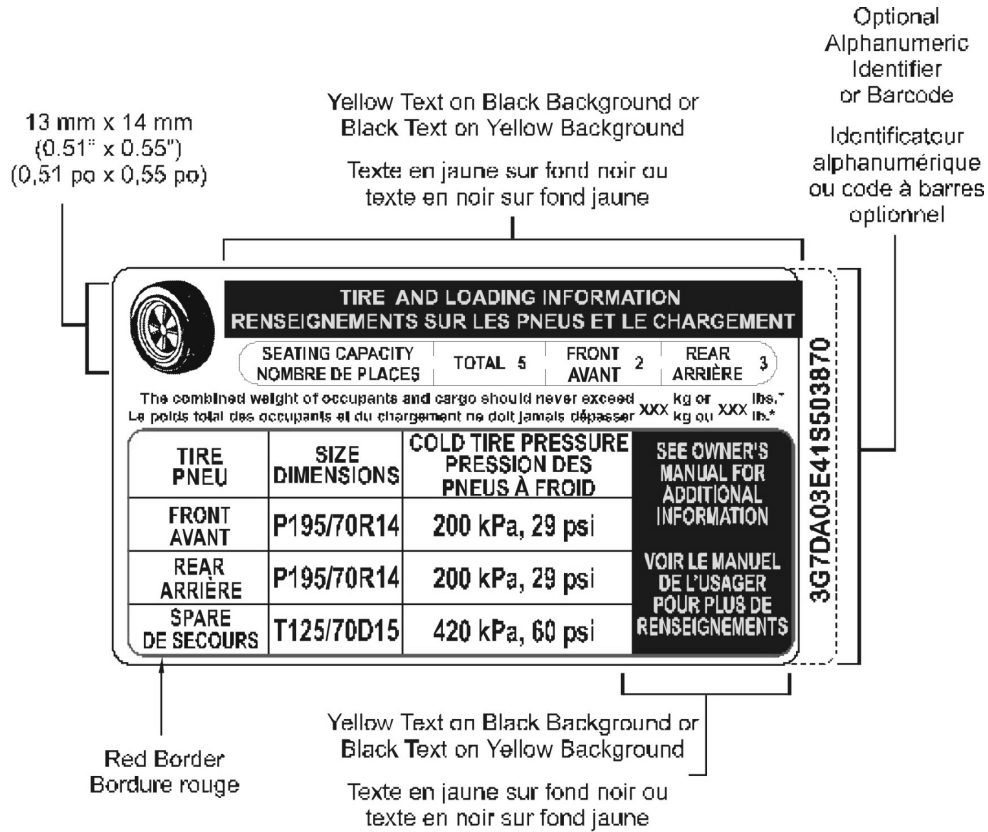 Optional
Alphanumeric
Identifier
or Barcode
Identificateur
alphanumérique
ou code à barres
optionnel
Yellow Text on Black Background or
Black Text on Yellow Background
Texte en jaune sur fond noir ou
texte en noir sur fond jaune
13 mm x 14 mm
(0.51" x 0.55")
(0,51 po x 0,55 po)
TIRE AND LOADING INFORMATION
RENSEIGNEMENTS SUR LES PNEUS ET LE CHARGEMENT
SEATING CAPACITY
NOMBRE DE PLACES
TOTAL 5
FRONT
AVANT 2
REAR
ARRIÈRE 3
The combined weight of occupants and cargo should never exceed XXX kg or XXX lbs.*
Le poids total des occupants et du chargement ne doit jamais dépasser XXX kg ou XXX lb.*
TIRE
PNEU
SIZE
DIMENSIONS
COLD TIRE PRESSURE
PRESSION DES
PNEUS À FROID
FRONT
AVANT
P195/70R14
200 kPa, 29 psi
REAR
ARRIÈRE
P195/70R14
200 kPa, 29 psi
SPARE
DE SECOURS
T125/70D15
420 kPa, 60 psi
SEE OWNER'S
MANUAL FOR
ADDITIONAL
INFORMATION
VOIR LE MANUEL
DE L'USAGER
POUR PLUS DE
RENSEIGNEMENTS
3G7DA03E41S503870
Red Border
Bordure rouge
Yellow Text on Black Background or
Black Text on Yellow Background
Texte en jaune sur fond noir ou
texte en noir sur fond jaune